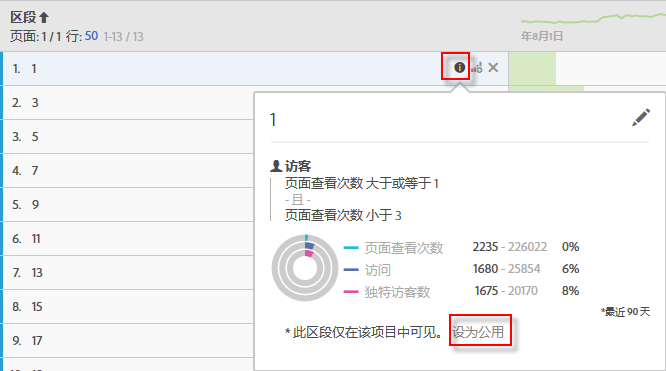 区段
页面: 1 / 1 行: 50 1-13 / 13
年8月1日
1. 1
2. 3
3. 5
4. 7
5. 9
6. 11
7. 13
8. 15
9. 17
1
访客
页面查看次数 大于或等于 1
- 且 -
页面查看次数 小于 3
页面查看次数 2235 - 226022 0%
访问 1680 - 25854 6%
独特访客数 1675 - 20170 8%
*最近 90 天
* 此区段仅在该项目中可见。 设为公用